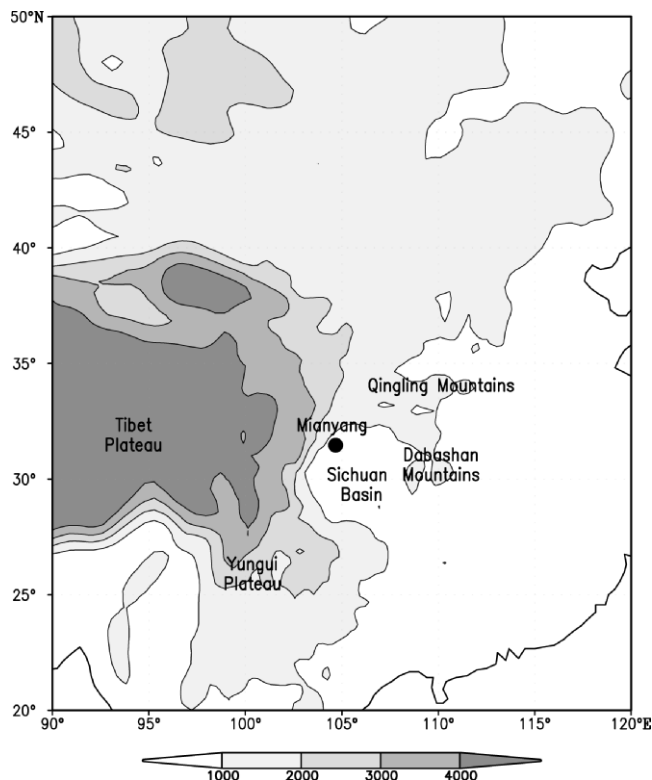 50°N
45°
40°
35°
Qingling Mountains
Mianyang
Tibet
Plateau
Dabashan
Mountains
30°
Sichuan
Basin
Yungui
Plateau
25°
20°
90° 95° 100° 105° 110° 115° 120°E
1000 2000 3000 4000